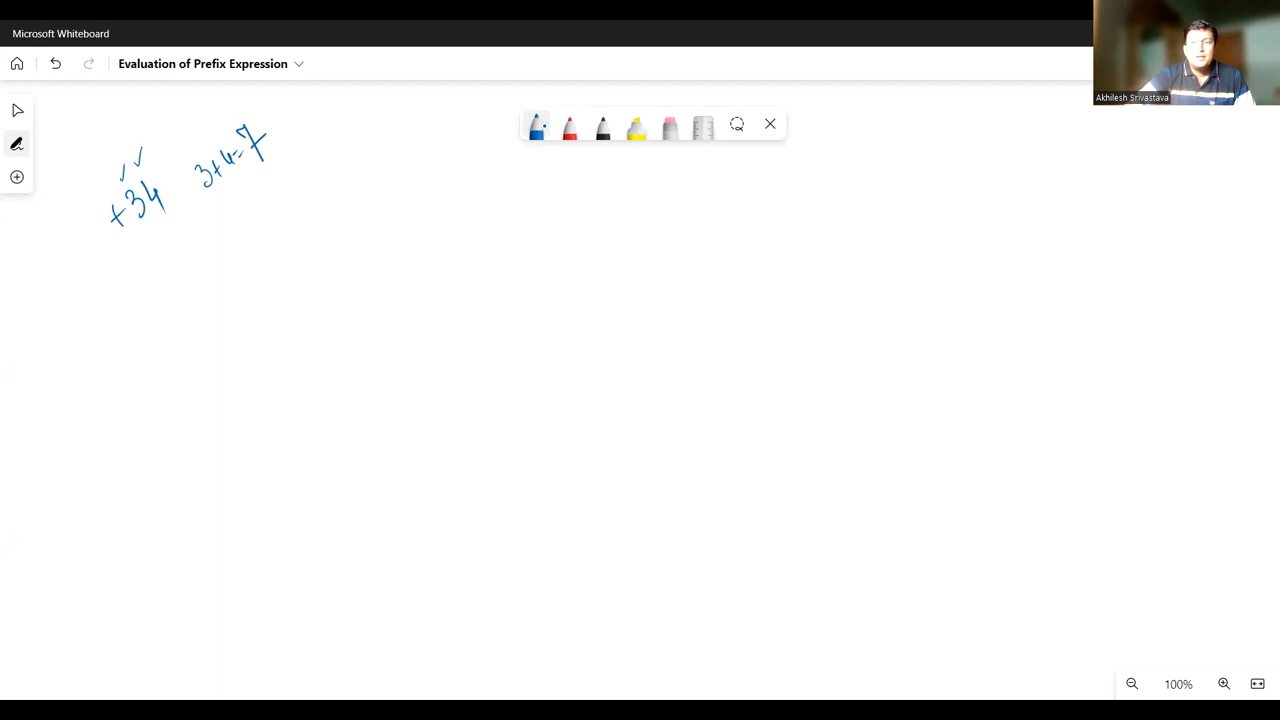 Microsoft Whiteboard
Evaluation of Prefix Expression
Akhilesh Srivastava
+34
3+4=7
100%